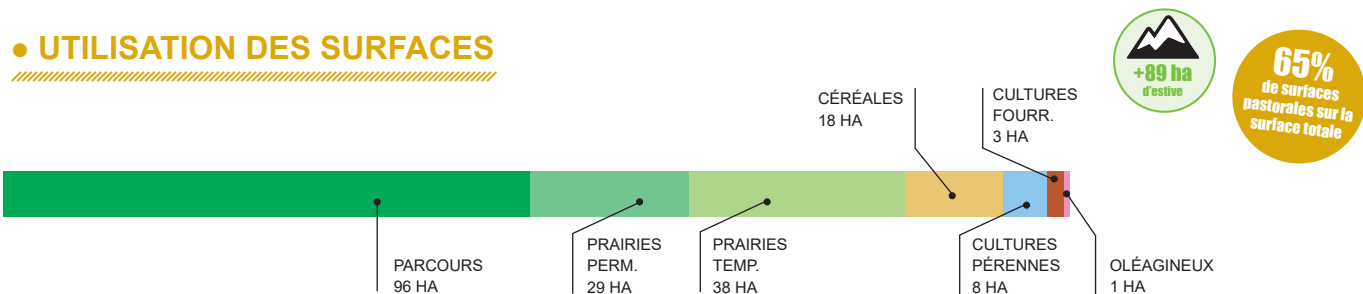 ● UTILISATION DES SURFACES
+89 ha
d'estive
65%
de surfaces
pastorales sur la
surface totale
CÉRÉALES
18 HA
CULTURES
FOURR.
3 HA
PARCOURS
96 HA
PRAIRIES
PERM.
29 HA
PRAIRIES
TEMP.
38 HA
CULTURES
PÉRENNES
8 HA
OLÉAGINEUX
1 HA